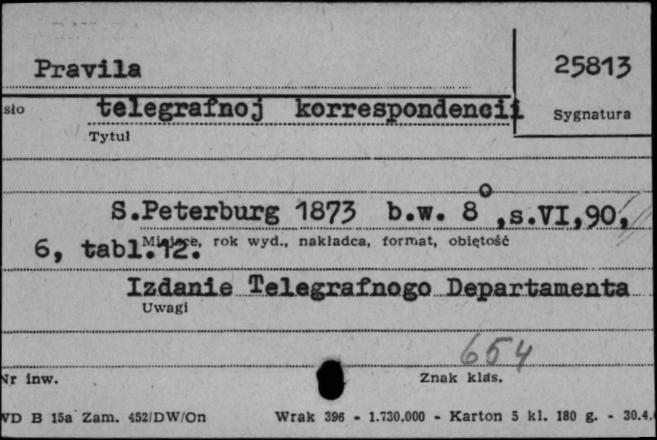 Pravila
25813
sło
telegrafnoj korrespondencii
Sygnatura
Tytuł
S.Peterburg 1873 b.w. 8°,s.VI,90,
6, tabl.12.
Miejsce, rok wyd., nakładca, format, obiętość
Izdanie Telegrafnogo Departamenta
Uwagi
654
Nr inw.
Znak klas.
WD B 15a Zam. 452/DW/On Wrak 396 - 1.730.000 - Karton 5 kl. 180 g. - 30.4.